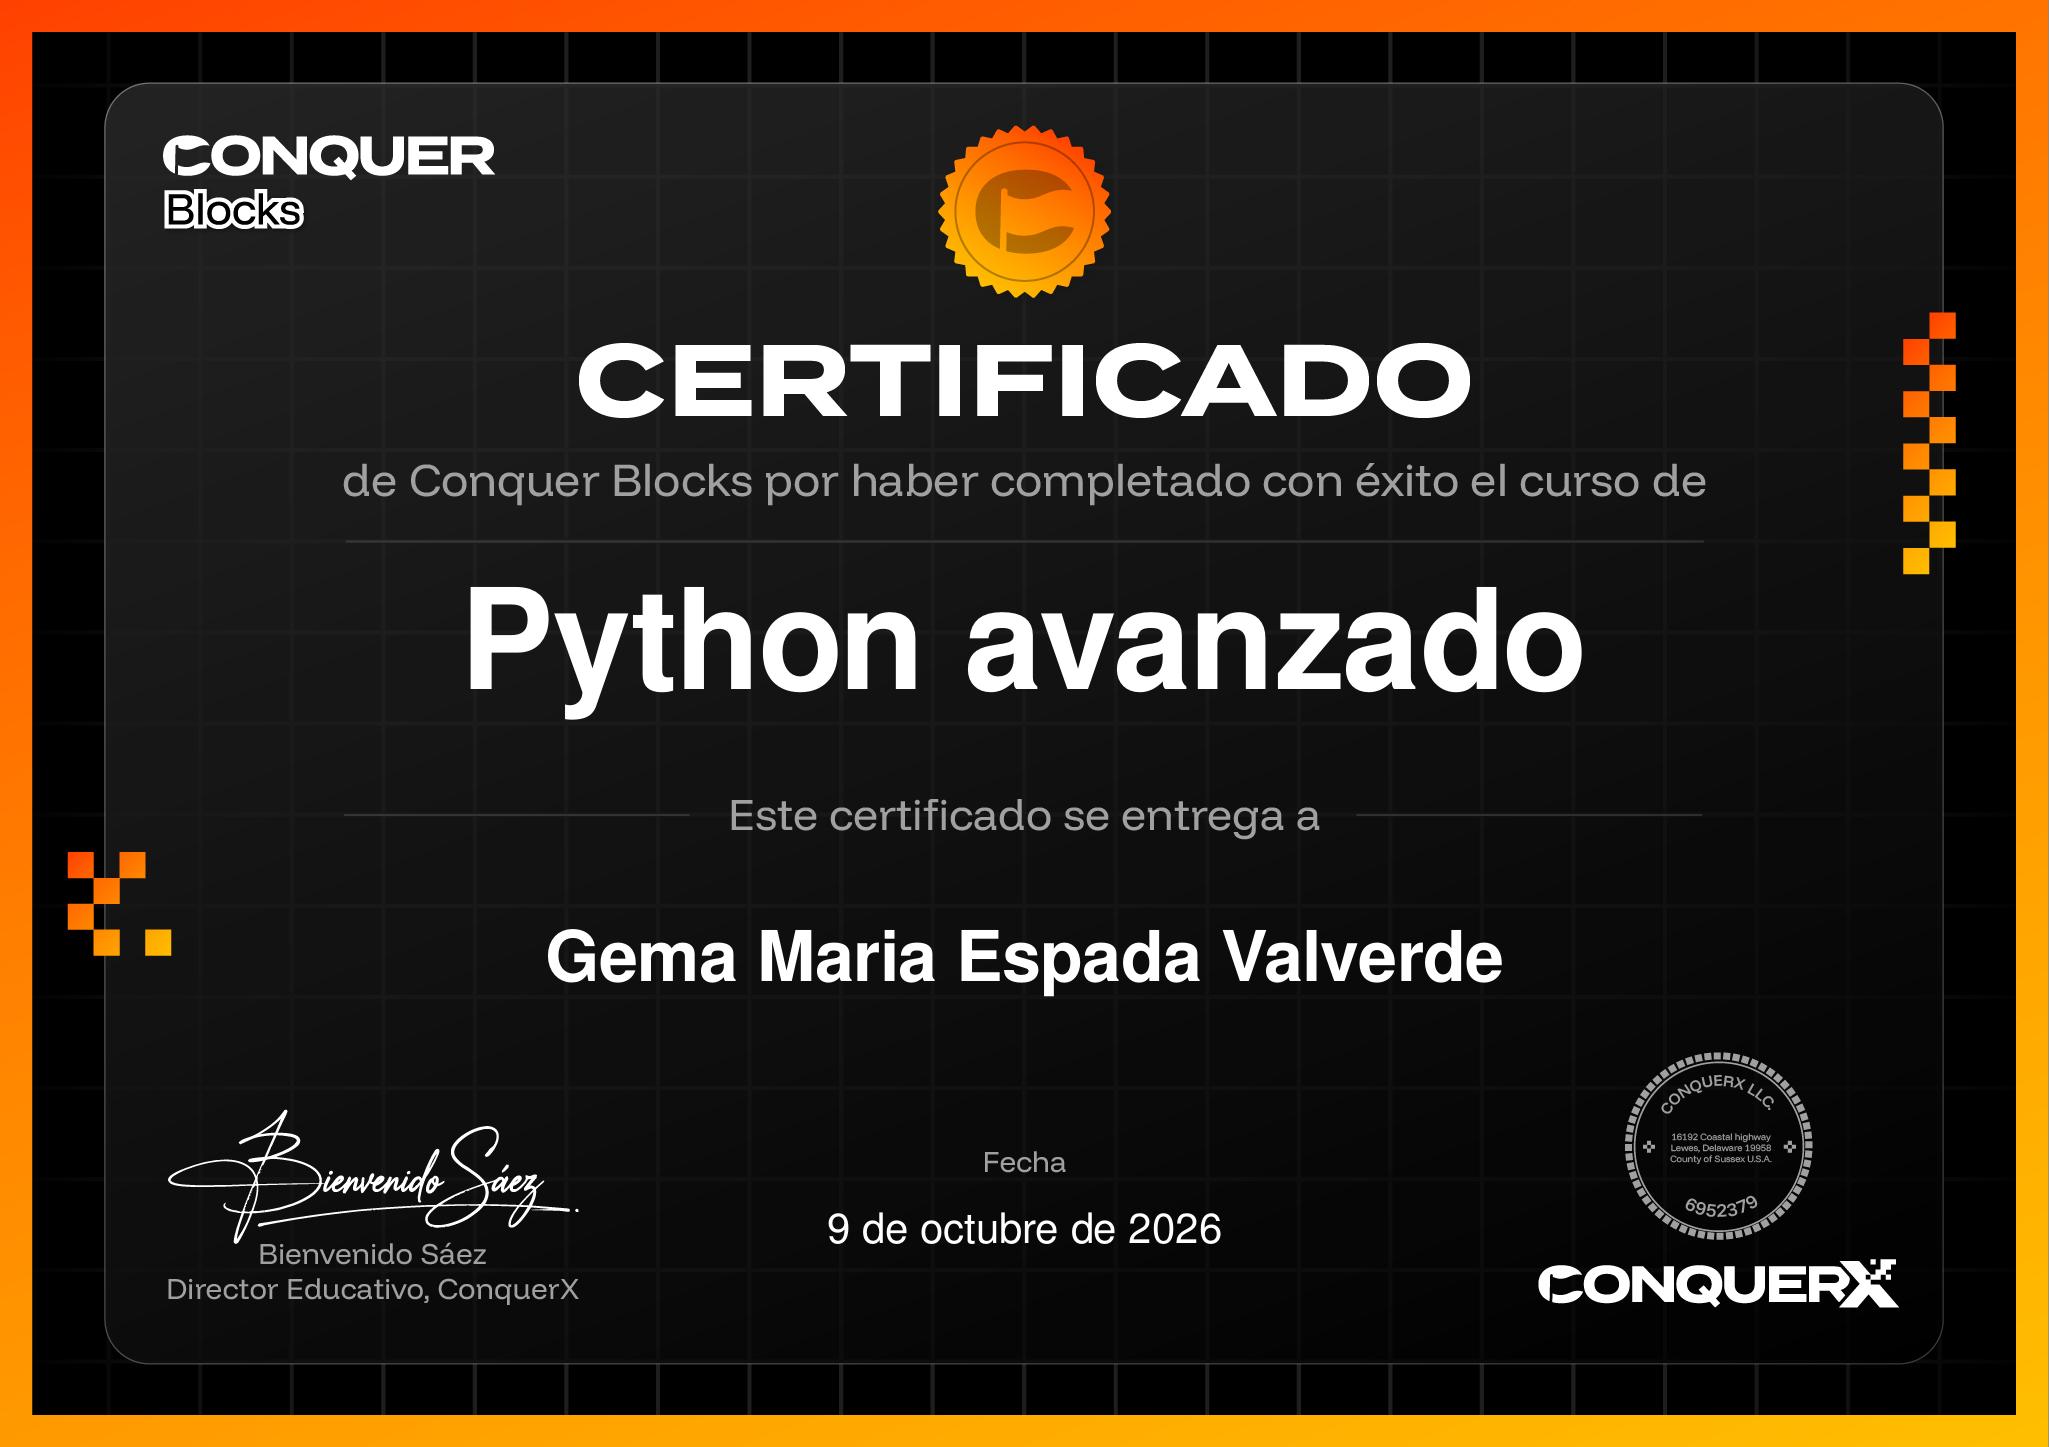 CONQUER
Blocks
CERTIFICADO
de Conquer Blocks por haber completado con éxito el curso de
Python avanzado
Este certificado se entrega a
Gema Maria Espada Valverde
Bienvenido Sáez
Bienvenido Sáez
Director Educativo, ConquerX
Fecha
9 de octubre de 2026
CONQUERX LLC.
16192 Coastal highway
Lewes, Delaware 19958
County of Sussex U.S.A.
6952379
CONQUERX